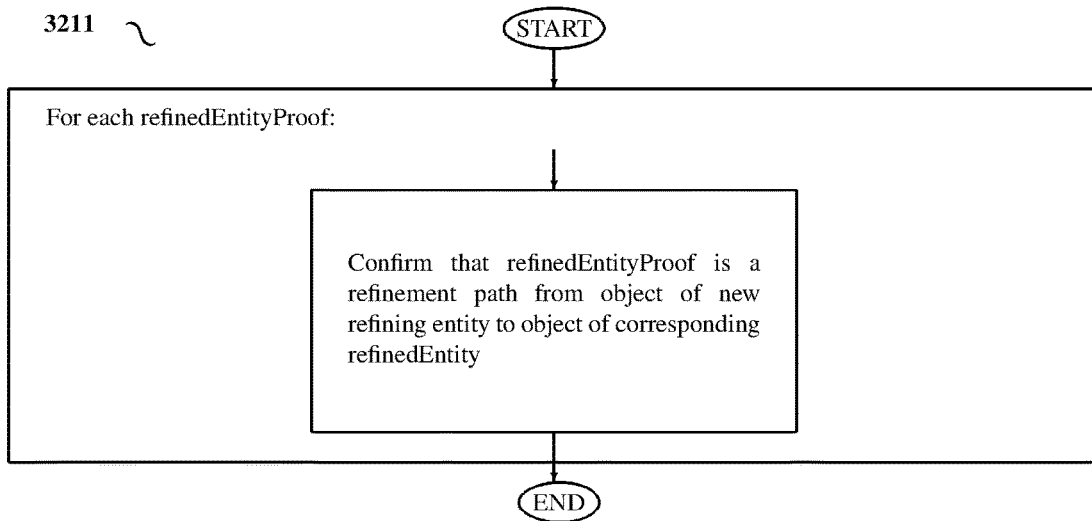 3211
START
For each refinedEntityProof:
Confirm that refinedEntityProof is a
refinement path from object of new
refining entity to object of corresponding
refinedEntity
END